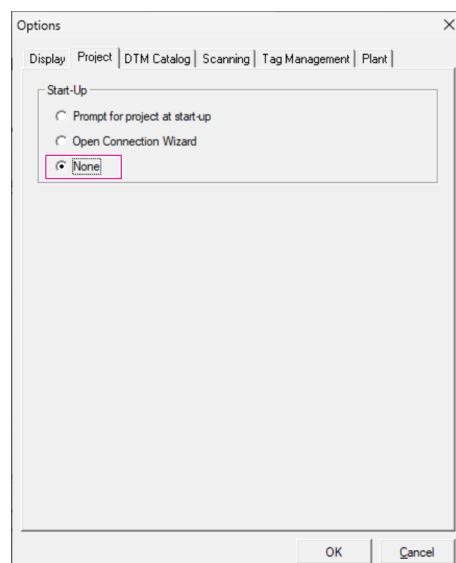 Options
Display Project DTM Catalog Scanning Tag Management Plant
Start-Up
Prompt for project at start-up
Open Connection Wizard
None
OK Cancel